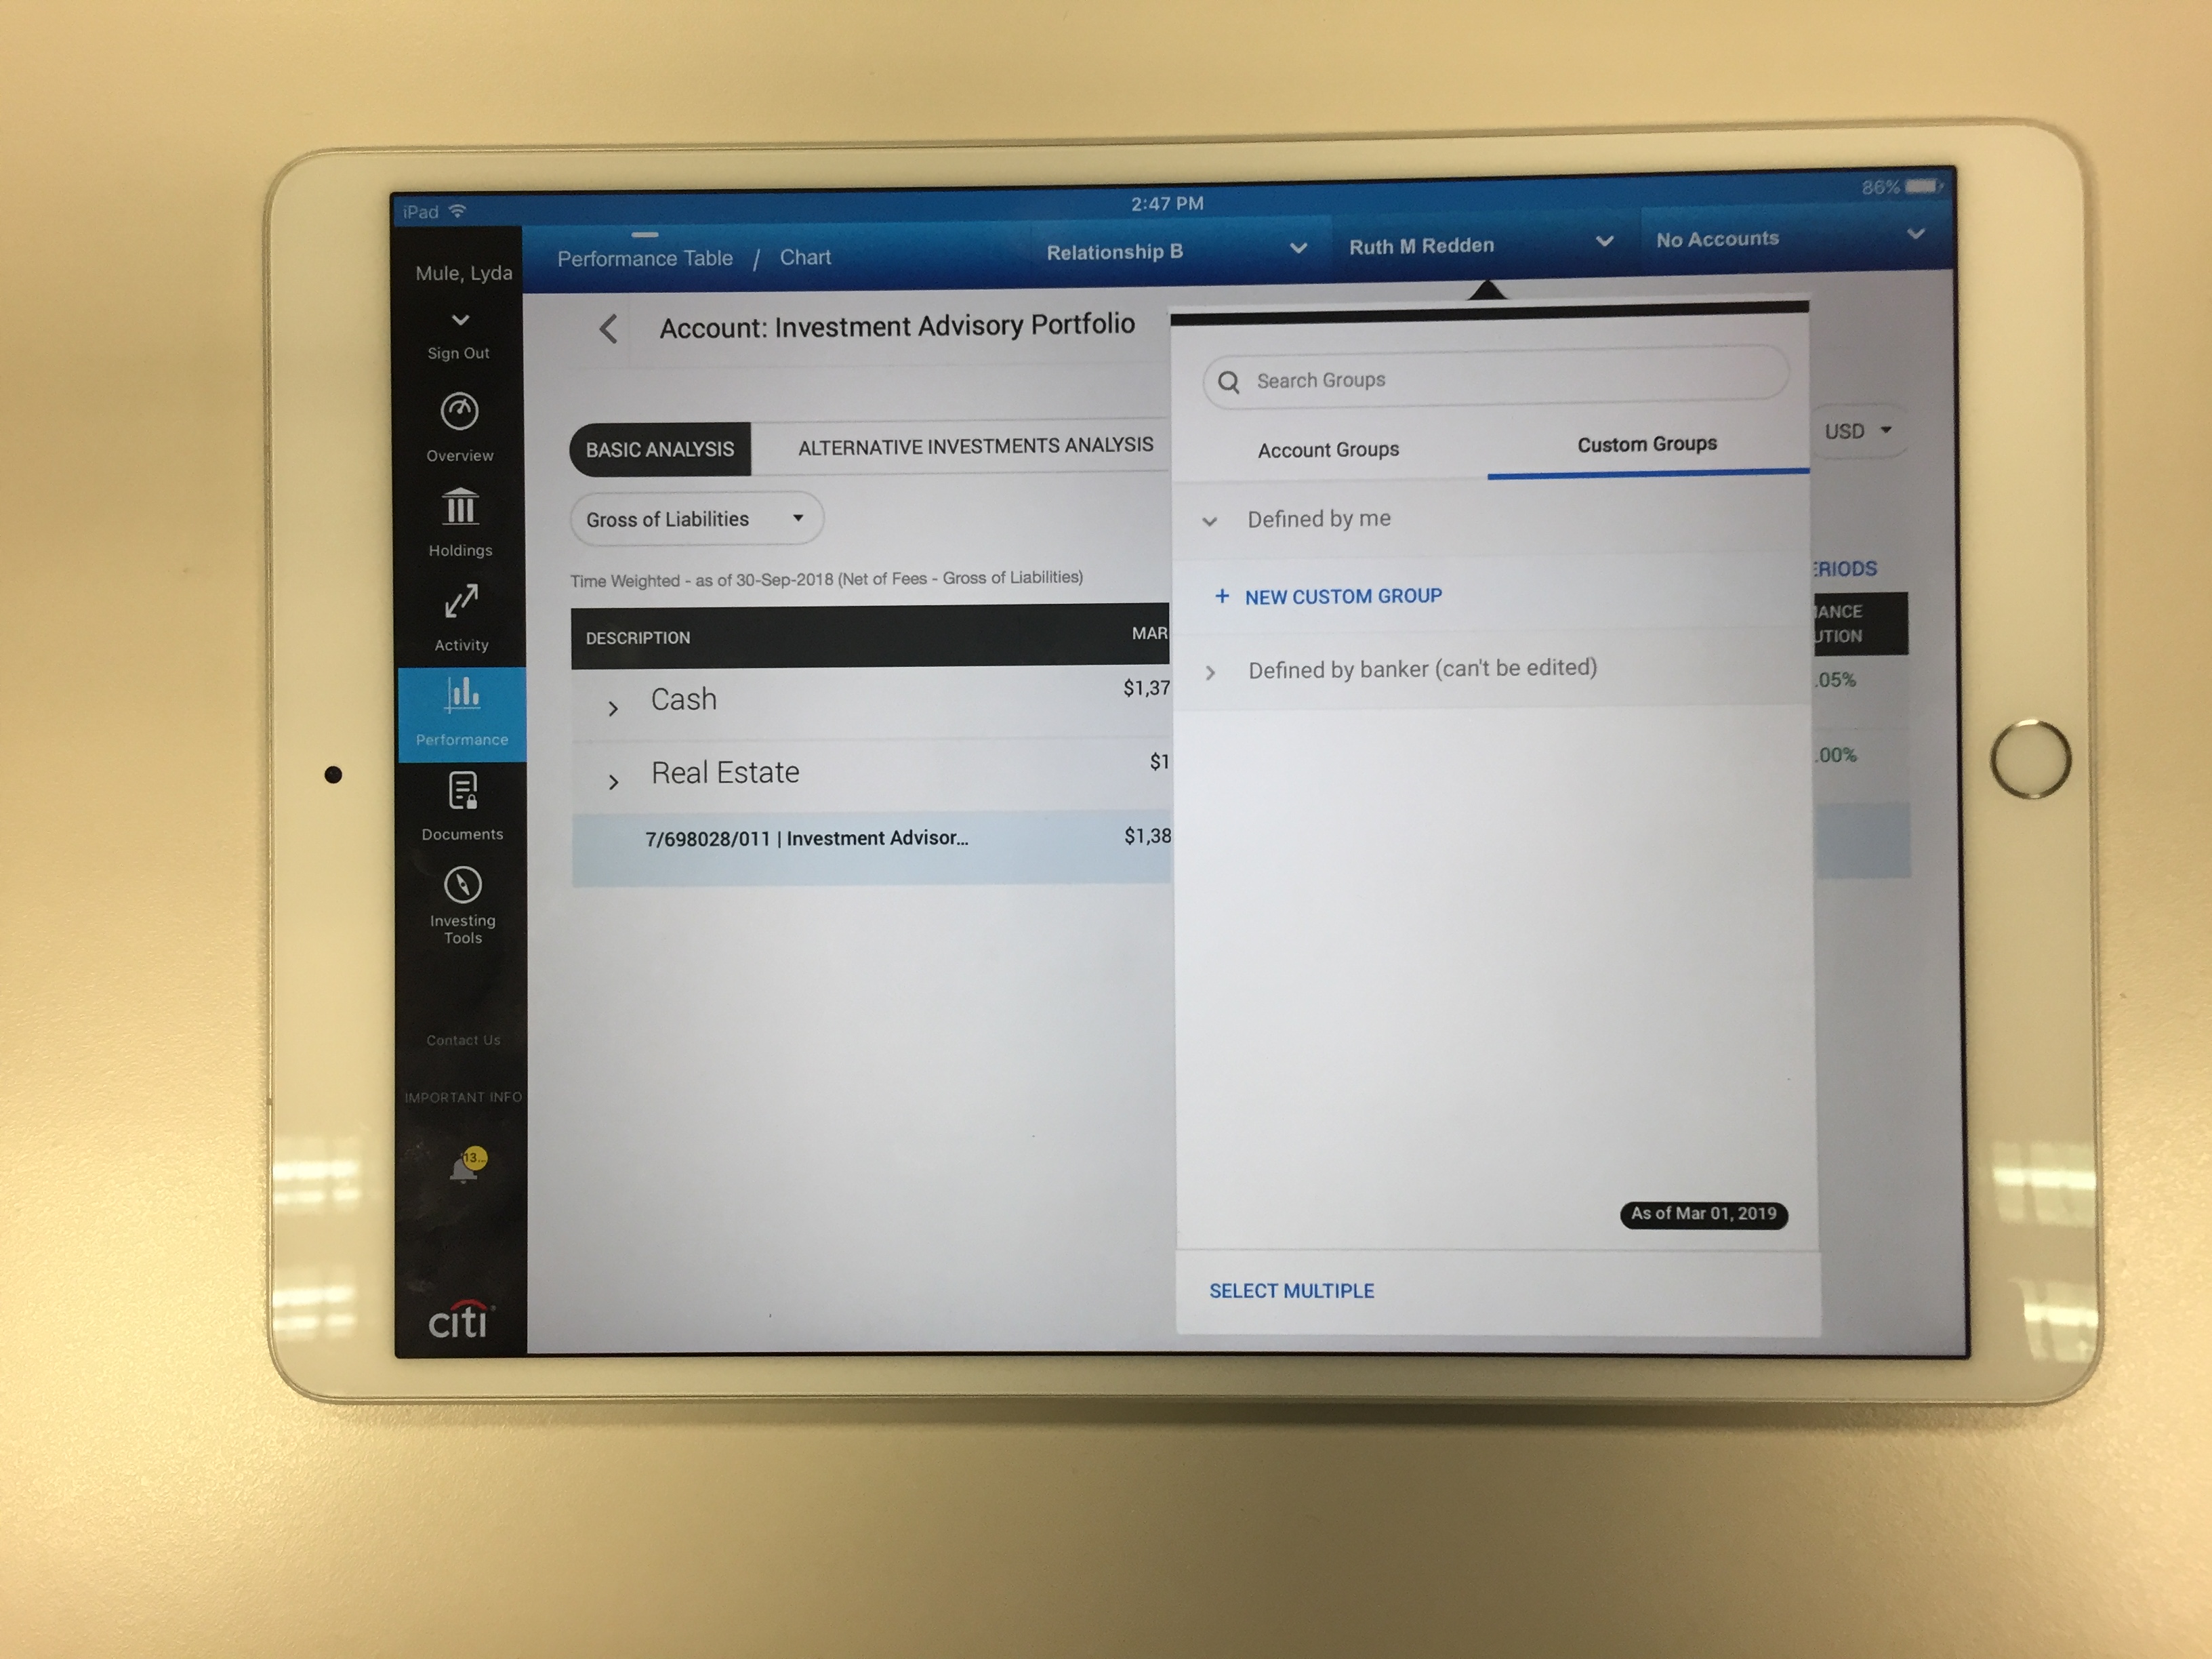 iPad
2:47 PM
86%
Mule, Lyda
Sign Out
Overview
Holdings
Activity
Performance
Documents
Investing
Tools
Contact Us
IMPORTANT INFO
13...
citi
Performance Table / Chart
Relationship B
Ruth M Redden
No Accounts
Account: Investment Advisory Portfolio
BASIC ANALYSIS
ALTERNATIVE INVESTMENTS ANALYSIS
USD
Gross of Liabilities
Time Weighted - as of 30-Sep-2018 (Net of Fees - Gross of Liabilities)
ERIODS
DESCRIPTION
MAR
ANCE
UTION
Cash
$1,37
.05%
Real Estate
$1
.00%
7/698028/011 | Investment Advisor...
$1,38
Search Groups
Account Groups
Custom Groups
Defined by me
+ NEW CUSTOM GROUP
Defined by banker (can't be edited)
As of Mar 01, 2019
SELECT MULTIPLE